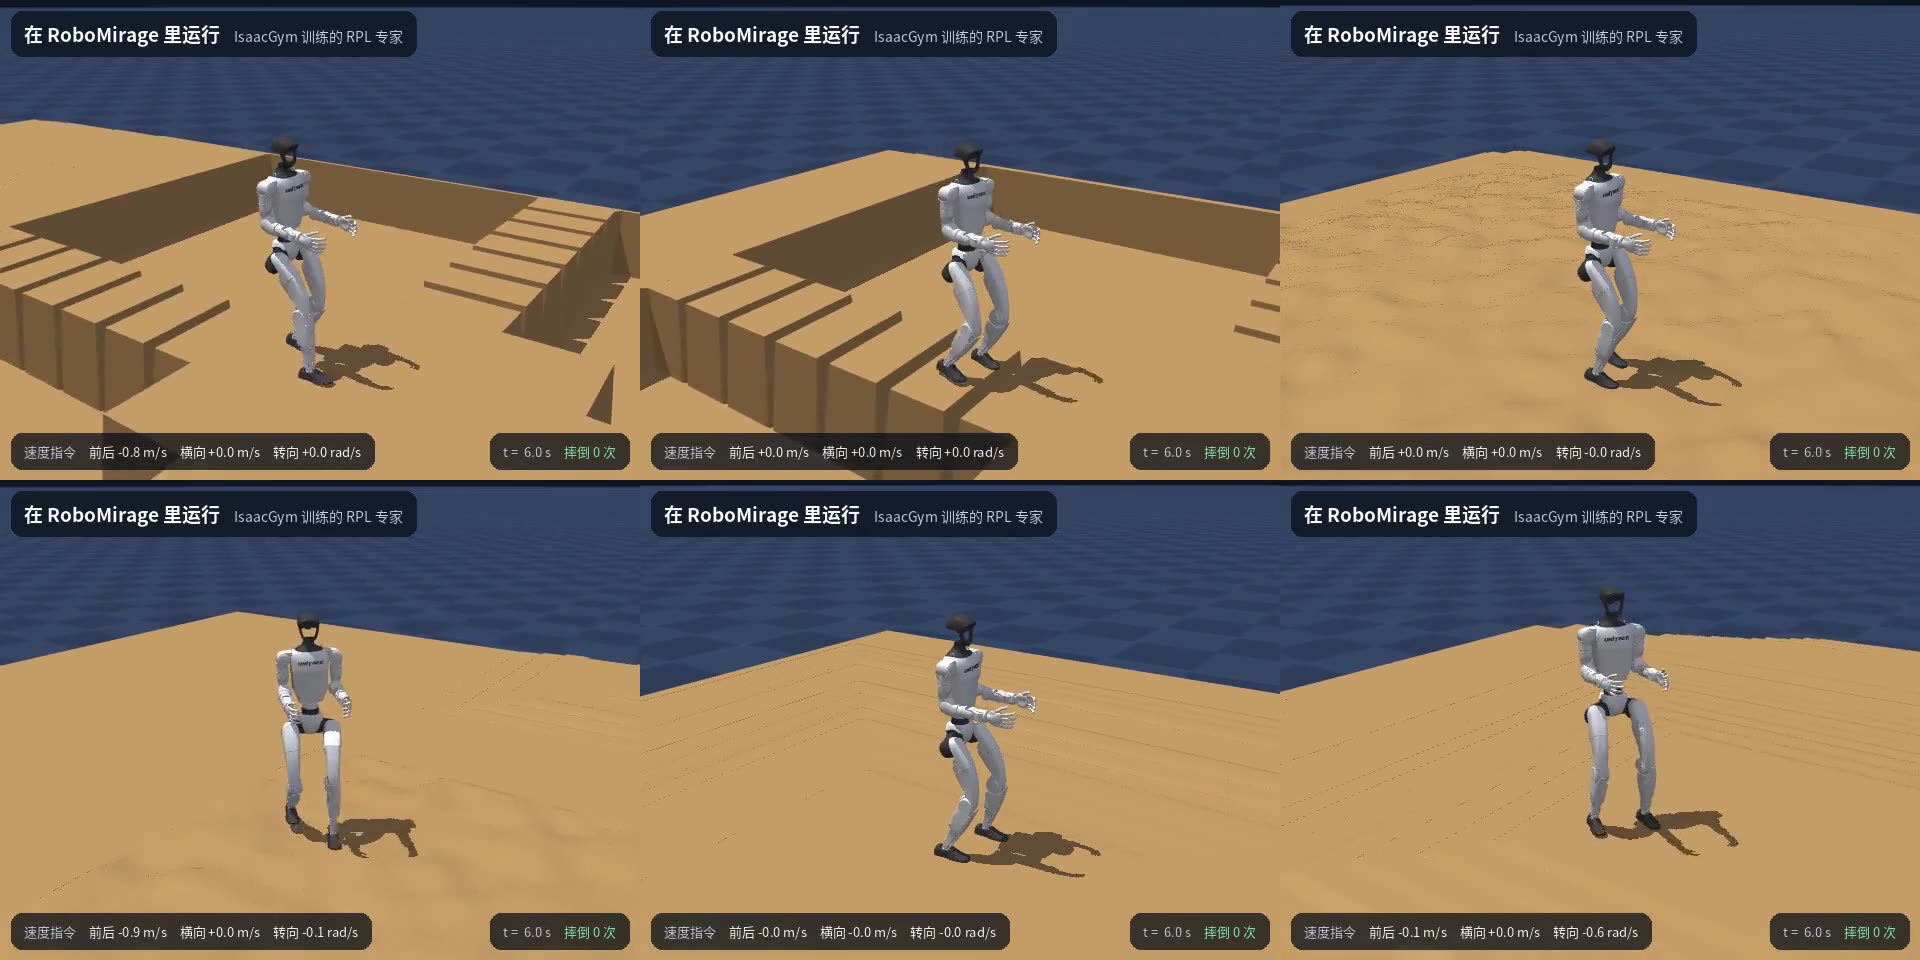 在 RoboMirage 里运行 IsaacGym 训练的 RPL 专家
速度指令 前后 -0.8 m/s 横向 +0.0 m/s 转向 +0.0 rad/s
t = 6.0 s 摔倒 0 次
在 RoboMirage 里运行 IsaacGym 训练的 RPL 专家
速度指令 前后 +0.0 m/s 横向 +0.0 m/s 转向 +0.0 rad/s
t = 6.0 s 摔倒 0 次
在 RoboMirage 里运行 IsaacGym 训练的 RPL 专家
速度指令 前后 +0.0 m/s 横向 +0.0 m/s 转向 -0.0 rad/s
t = 6.0 s 摔倒 0 次
在 RoboMirage 里运行 IsaacGym 训练的 RPL 专家
速度指令 前后 -0.9 m/s 横向 +0.0 m/s 转向 -0.1 rad/s
t = 6.0 s 摔倒 0 次
在 RoboMirage 里运行 IsaacGym 训练的 RPL 专家
速度指令 前后 -0.0 m/s 横向 -0.0 m/s 转向 -0.0 rad/s
t = 6.0 s 摔倒 0 次
在 RoboMirage 里运行 IsaacGym 训练的 RPL 专家
速度指令 前后 -0.1 m/s 横向 +0.0 m/s 转向 -0.6 rad/s
t = 6.0 s 摔倒 0 次